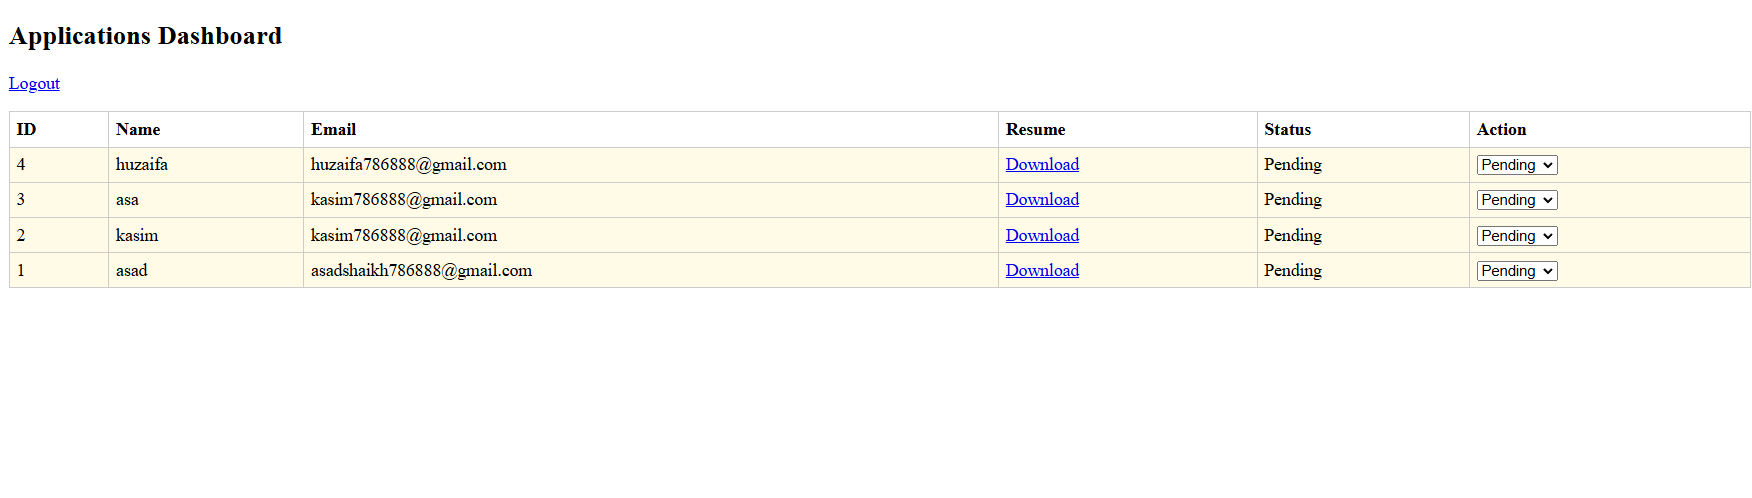 Applications Dashboard
Logout
ID Name Email Resume Status Action
4 huzaifa huzaifa786888@gmail.com Download Pending Pending
3 asa kasim786888@gmail.com Download Pending Pending
2 kasim kasim786888@gmail.com Download Pending Pending
1 asad asadshaikh786888@gmail.com Download Pending Pending